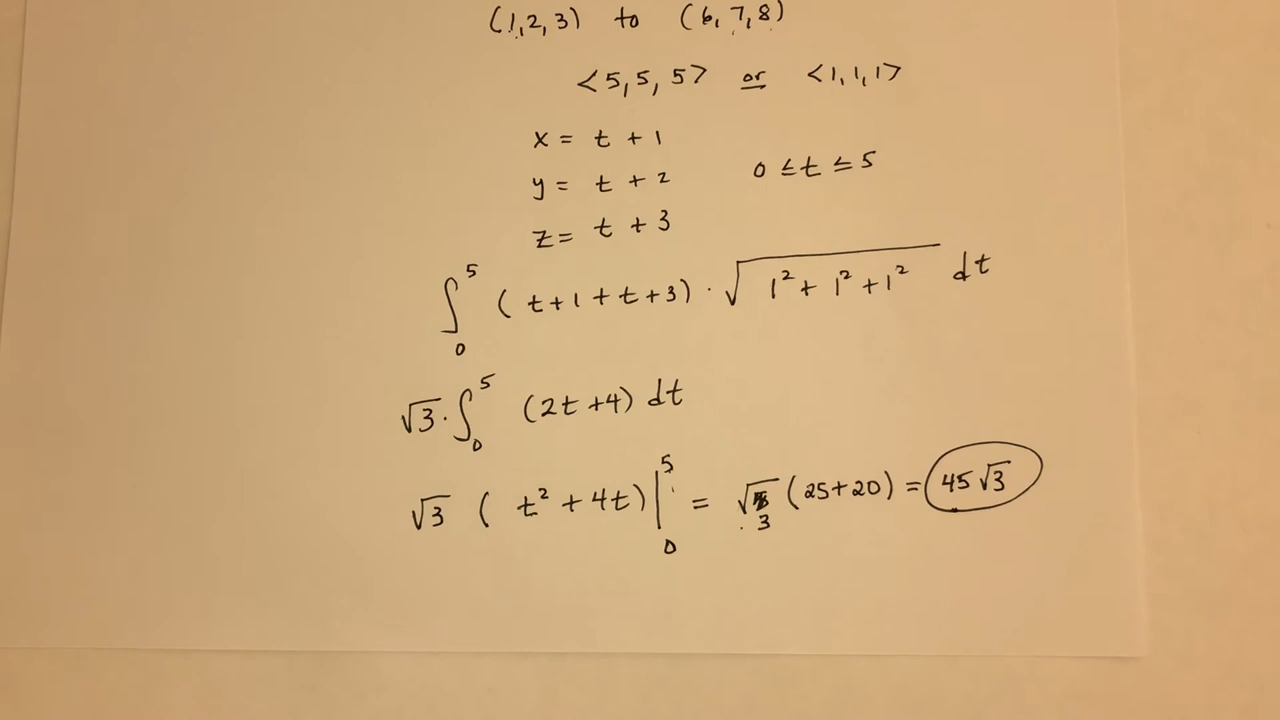 (1,2,3) to (6,7,8)
<5,5,5> or <1,1,1>
x = t + 1
y = t + 2
0 ≤ t ≤ 5
z = t + 3
∫₀⁵ (t+1+t+3) · √(1²+1²+1²) dt
√3 · ∫₀⁵ (2t+4) dt
√3 (t²+4t)|₀⁵ = √3 (25+20) = 45√3